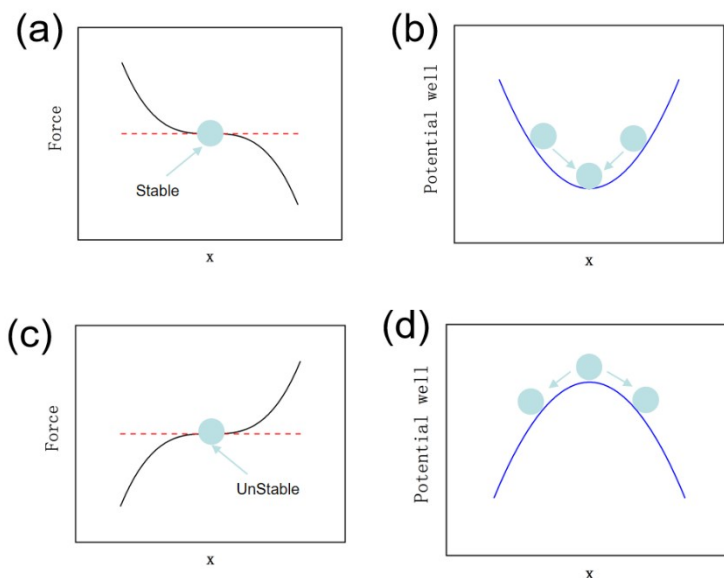 (a)
Force
Stable
x
(b)
Potential well
x
(c)
Force
UnStable
x
(d)
Potential well
x